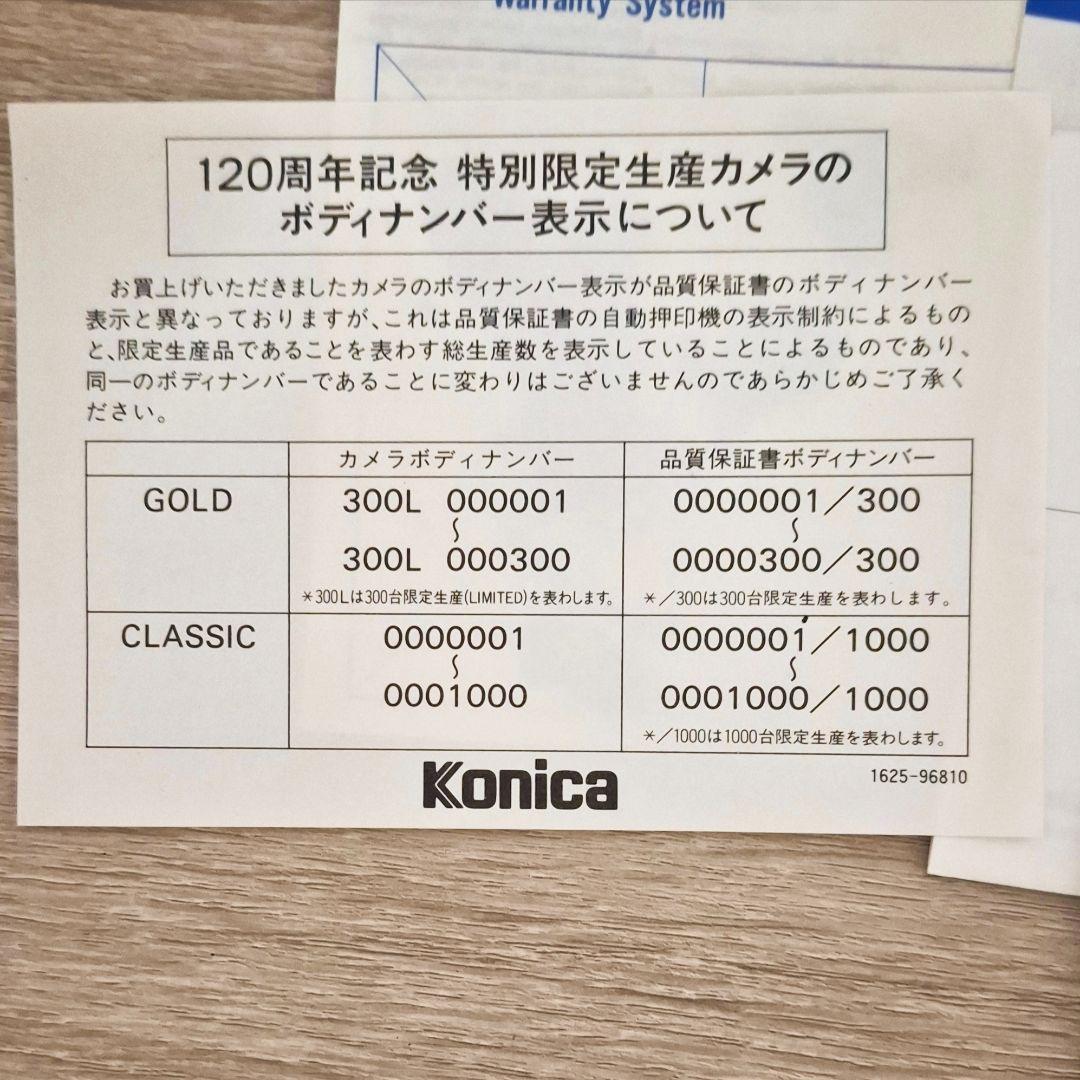 Warranty System
120周年記念 特別限定生産カメラの
ボディナンバー表示について
お買上げいただきましたカメラのボディナンバー表示が品質保証書のボディナンバー
表示と異なっておりますが、これは品質保証書の自動押印機の表示制約によるもの
と、限定生産品であることを表わす総生産数を表示していることによるものであり、
同一のボディナンバーであることに変わりはございませんのであらかじめご了承く
ださい。
カメラボディナンバー 品質保証書ボディナンバー
GOLD 300L 000001 0000001/300
〜 〜
300L 000300 0000300/300
*300Lは300台限定生産(LIMITED)を表わします。 */300は300台限定生産を表わします。
CLASSIC 0000001 0000001/1000
〜 〜
0001000 0001000/1000
*/1000は1000台限定生産を表わします。
Konica
1625-96810